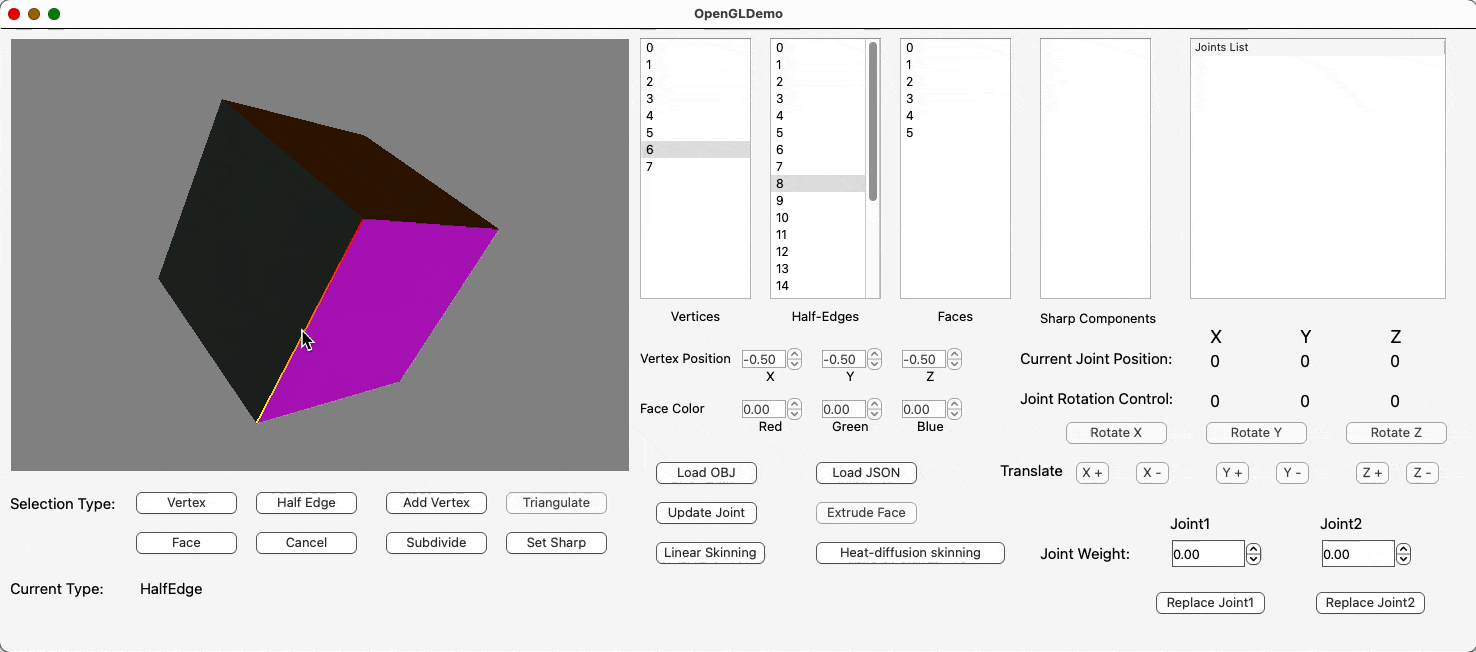 OpenGLDemo
0
1
2
3
4
5
6
7
0
1
2
3
4
5
6
7
8
9
10
11
12
13
14
0
1
2
3
4
5
Joints List
Vertices
Half-Edges
Faces
Sharp Components
X Y Z
Vertex Position -0.50 -0.50 -0.50
X Y Z
Current Joint Position: 0 0 0
Face Color 0.00 0.00 0.00
Red Green Blue
Joint Rotation Control: 0 0 0
Rotate X Rotate Y Rotate Z
Load OBJ Load JSON
Translate X + X - Y + Y - Z + Z -
Selection Type: Vertex Half Edge Add Vertex Triangulate
Update Joint Extrude Face
Joint1 Joint2
Face Cancel Subdivide Set Sharp
Linear Skinning Heat-diffusion skinning
Joint Weight: 0.00 0.00
Current Type: HalfEdge
Replace Joint1 Replace Joint2